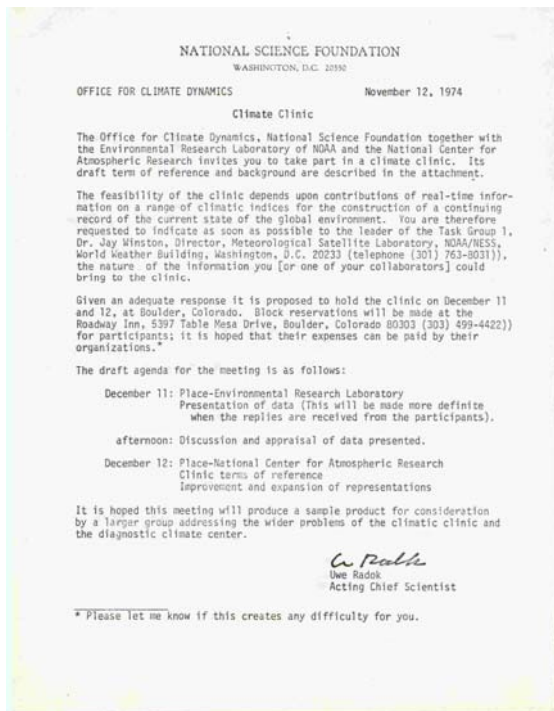 NATIONAL SCIENCE FOUNDATION
WASHINGTON, D.C. 20550
OFFICE FOR CLIMATE DYNAMICS November 12, 1974
Climate Clinic
The Office for Climate Dynamics, National Science Foundation together with
the Environmental Research Laboratory of NOAA and the National Center for
Atmospheric Research invites you to take part in a climate clinic. Its
draft term of reference and background are described in the attachment.
The feasibility of the clinic depends upon contributions of real-time infor-
mation on a range of climatic indices for the construction of a continuing
record of the current state of the global environment. You are therefore
requested to indicate as soon as possible to the leader of the Task Group 1,
Dr. Jay Winston, Director, Meteorological Satellite Laboratory, NOAA/NESS,
World Weather Building, Washington, D.C. 20233 (telephone (301) 763-8031)),
the nature of the information you [or one of your collaborators] could
bring to the clinic.
Given an adequate response it is proposed to hold the clinic on December 11
and 12, at Boulder, Colorado. Block reservations will be made at the
Roadway Inn, 5397 Table Mesa Drive, Boulder, Colorado 80303 (303) 499-4422))
for participants; it is hoped that their expenses can be paid by their
organizations.*
The draft agenda for the meeting is as follows:
December 11: Place-Environmental Research Laboratory
Presentation of data (This will be made more definite
when the replies are received from the participants).
afternoon: Discussion and appraisal of data presented.
December 12: Place-National Center for Atmospheric Research
Clinic terms of reference
Improvement and expansion of representations
It is hoped this meeting will produce a sample product for consideration
by a larger group addressing the wider problems of the climatic clinic and
the diagnostic climate center.
U Radok
Uwe Radok
Acting Chief Scientist
* Please let me know if this creates any difficulty for you.